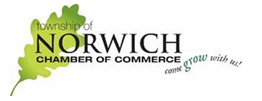 township of
NORWICH
CHAMBER OF COMMERCE
come grow with us!